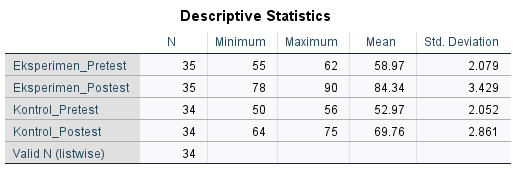 Descriptive Statistics
N Minimum Maximum Mean Std. Deviation
Eksperimen_Pretest 35 55 62 58.97 2.079
Eksperimen_Postest 35 78 90 84.34 3.429
Kontrol_Pretest 34 50 56 52.97 2.052
Kontrol_Postest 34 64 75 69.76 2.861
Valid N (listwise) 34